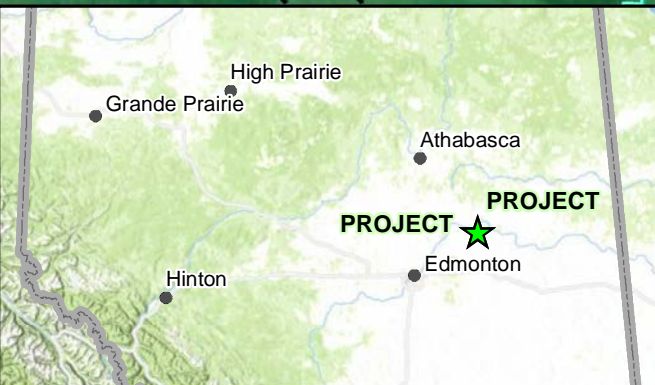 High Prairie
Grande Prairie
Athabasca
PROJECT
PROJECT
Edmonton
Hinton